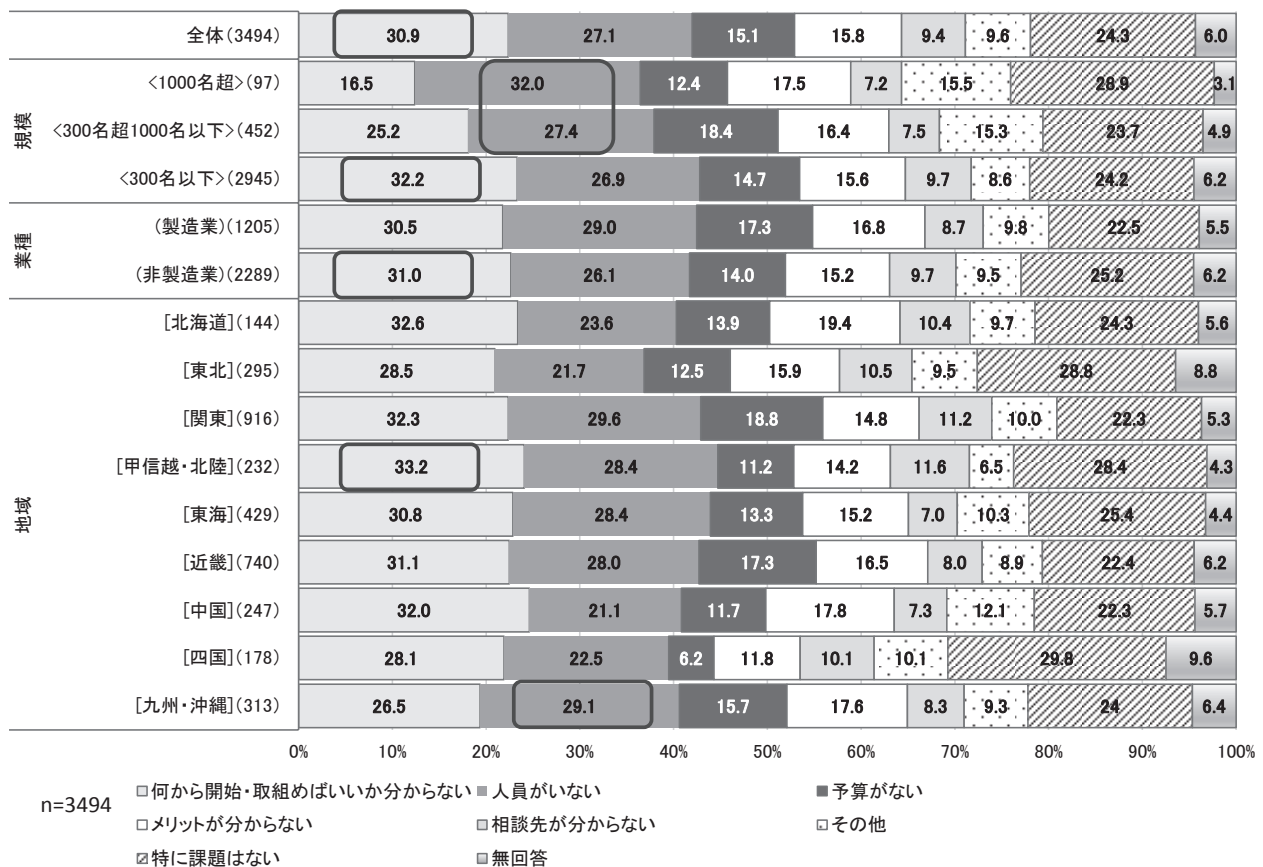 全体(3494) 30.9 27.1 15.1 15.8 9.4 9.6 24.3 6.0
規模
<1000名超>(97) 16.5 32.0 12.4 17.5 7.2 15.5 28.9 3.1
<300名超1000名以下>(452) 25.2 27.4 18.4 16.4 7.5 15.3 23.7 4.9
<300名以下>(2945) 32.2 26.9 14.7 15.6 9.7 8.6 24.2 6.2
業種
(製造業)(1205) 30.5 29.0 17.3 16.8 8.7 9.8 22.5 5.5
(非製造業)(2289) 31.0 26.1 14.0 15.2 9.7 9.5 25.2 6.2
地域
[北海道](144) 32.6 23.6 13.9 19.4 10.4 9.7 24.3 5.6
[東北](295) 28.5 21.7 12.5 15.9 10.5 9.5 28.8 8.8
[関東](916) 32.3 29.6 18.8 14.8 11.2 10.0 22.3 5.3
[甲信越・北陸](232) 33.2 28.4 11.2 14.2 11.6 6.5 28.4 4.3
[東海](429) 30.8 28.4 13.3 15.2 7.0 10.3 25.4 4.4
[近畿](740) 31.1 28.0 17.3 16.5 8.0 8.9 22.4 6.2
[中国](247) 32.0 21.1 11.7 17.8 7.3 12.1 22.3 5.7
[四国](178) 28.1 22.5 6.2 11.8 10.1 10.1 29.8 9.6
[九州・沖縄](313) 26.5 29.1 15.7 17.6 8.3 9.3 24 6.4
0% 10% 20% 30% 40% 50% 60% 70% 80% 90% 100%
n=3494
何から開始・取組めばいいか分からない 人員がいない 予算がない
メリットが分からない 相談先が分からない その他
特に課題はない 無回答